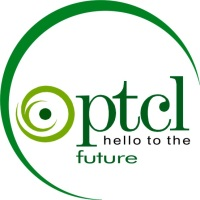 ptcl
hello to the
future